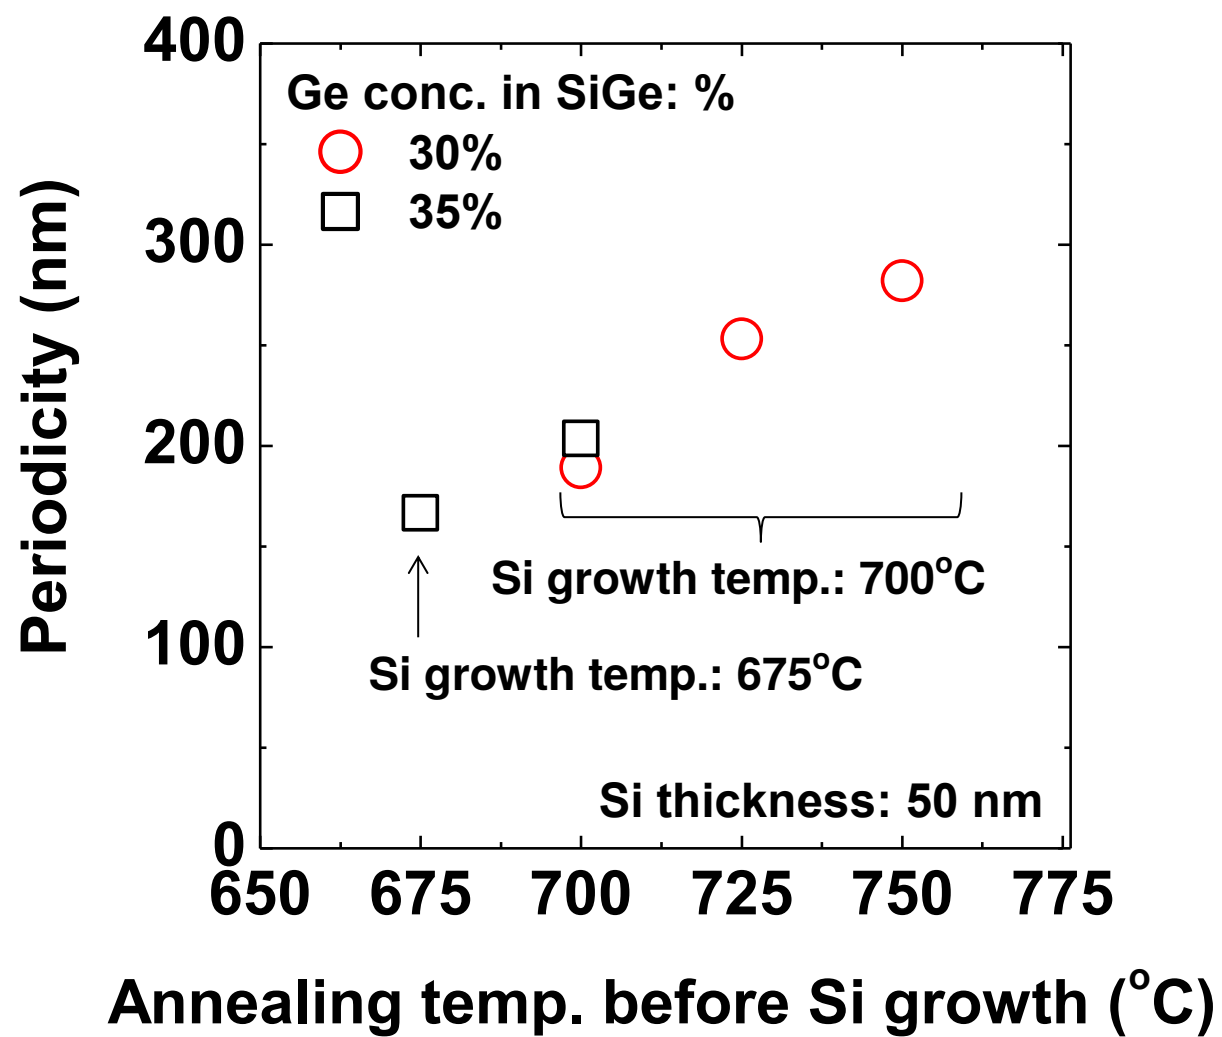 400
300
200
100
0
Periodicity (nm)
Ge conc. in SiGe: %
30%
35%
Si growth temp.: 700°C
Si growth temp.: 675°C
Si thickness: 50 nm
650 675 700 725 750 775
Annealing temp. before Si growth (°C)